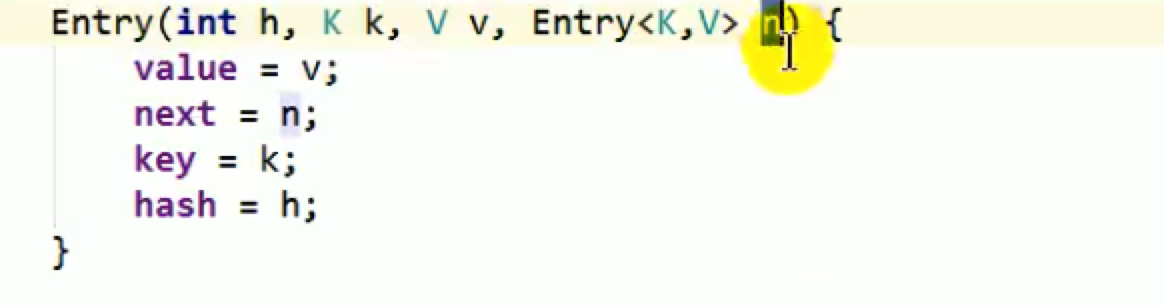 Entry(int h, K k, V v, Entry<K,V> n) {
value = v;
next = n;
key = k;
hash = h;
}